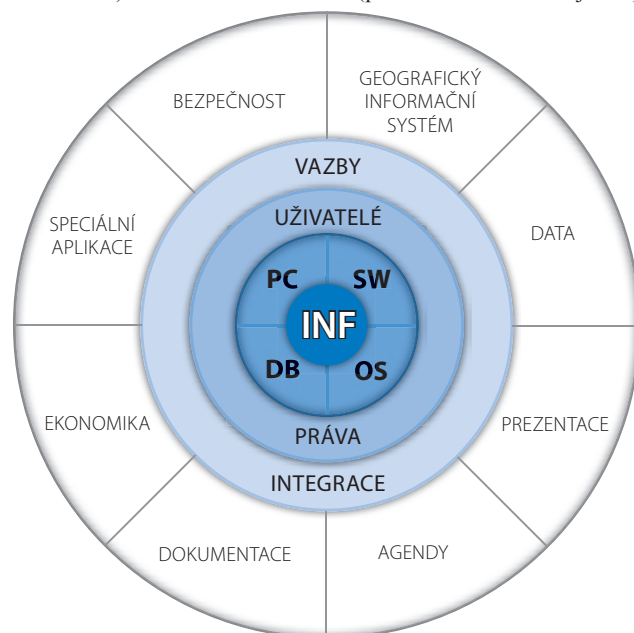 BEZPEČNOST
GEOGRAFICKÝ
INFORMAČNÍ
SYSTÉM
VAZBY
SPECIÁLNÍ
APLIKACE
UŽIVATELÉ
DATA
PC
SW
INF
DB
OS
EKONOMIKA
PRÁVA
PREZENTACE
INTEGRACE
DOKUMENTACE
AGENDY